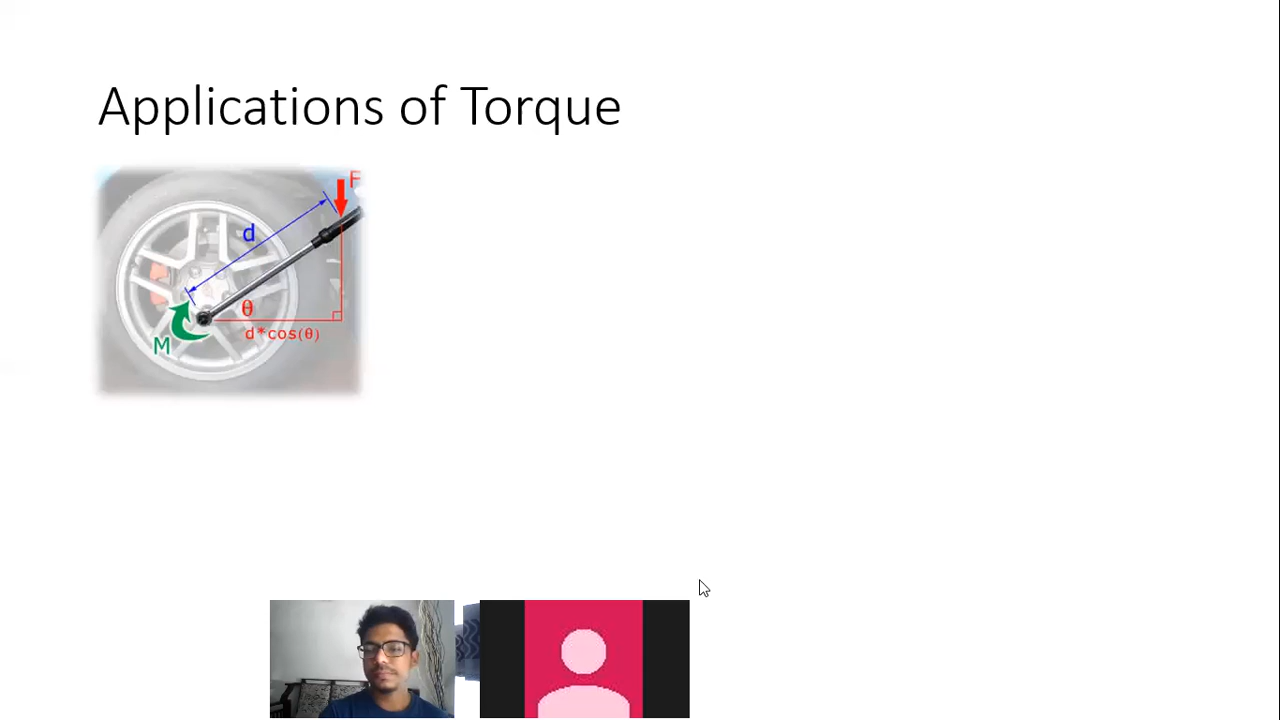 Applications of Torque
F
d
θ
d*cos(θ)
M